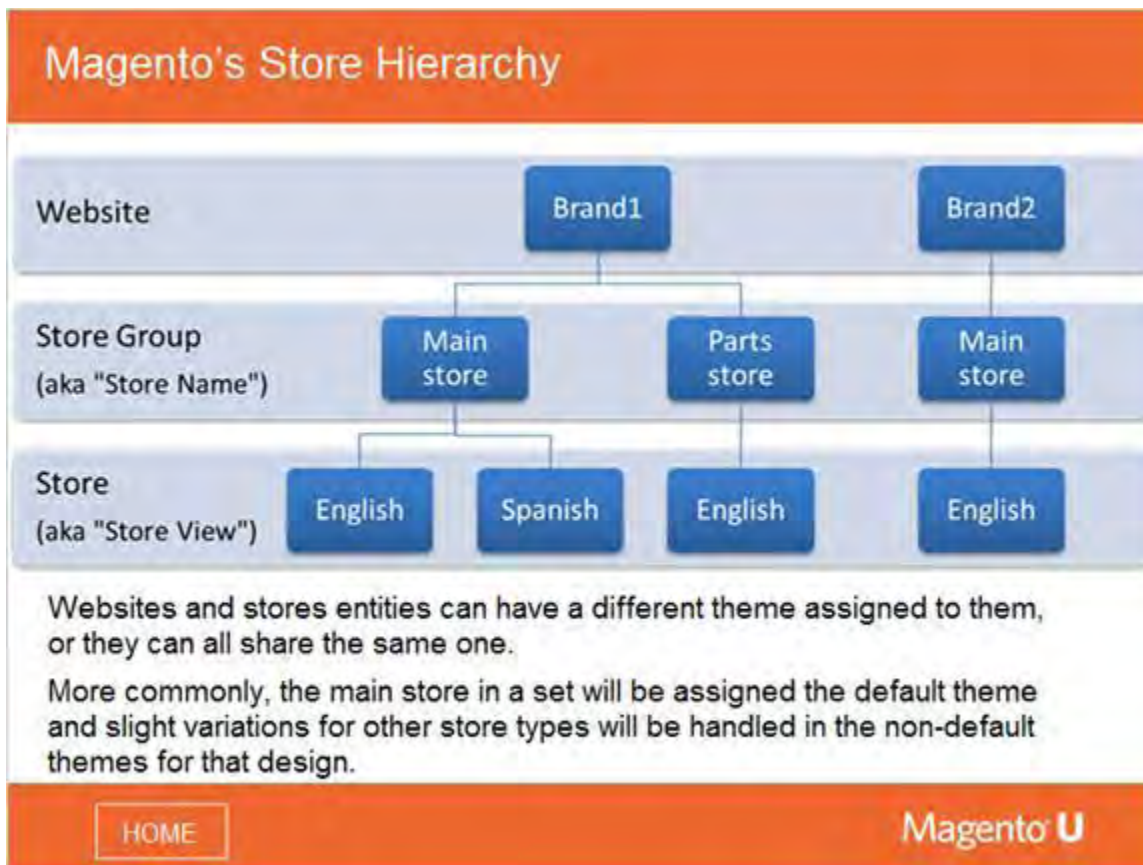 Magento's Store Hierarchy
Website
Brand1
Brand2
Store Group
(aka "Store Name")
Main
store
Parts
store
Main
store
Store
(aka "Store View")
English
Spanish
English
English
Websites and stores entities can have a different theme assigned to them,
or they can all share the same one.
More commonly, the main store in a set will be assigned the default theme
and slight variations for other store types will be handled in the non-default
themes for that design.
HOME
Magento U